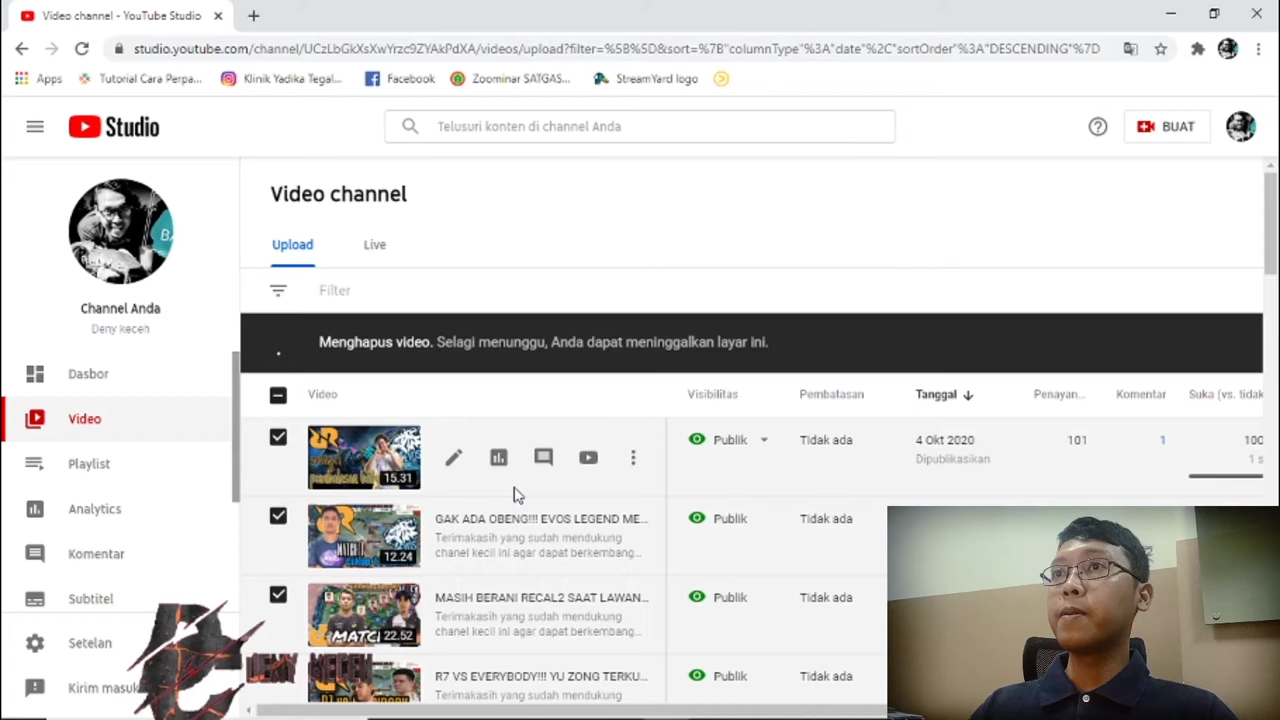 Video channel - YouTube Studio
studio.youtube.com/channel/UCzLbGkXsXwYrzc9ZYAkPdXA/videos/upload?filter=%5B%5D&sort=%7B"columnType"%3A"date"%2C"sortOrder"%3A"DESCENDING"%7D
Apps
Tutorial Cara Perpa...
Klinik Yadika Tegal...
Facebook
Zoominar SATGAS...
StreamYard logo
Studio
Telusuri konten di channel Anda
BUAT
Channel Anda
Deny keceh
Dasbor
Video
Playlist
Analytics
Komentar
Subtitel
Setelan
Kirim masuk
DENY KECEH
Video channel
Upload
Live
Filter
Menghapus video. Selagi menunggu, Anda dapat meninggalkan layar ini.
Video
Visibilitas
Pembatasan
Tanggal
Penayan...
Komentar
Suka (vs. tidak
15.31
Publik
Tidak ada
4 Okt 2020
Dipublikasikan
101
1
100
1 s
12.24
GAK ADA OBENG!!! EVOS LEGEND ME...
Terimakasih yang sudah mendukung
chanel kecil ini agar dapat berkembang...
Publik
Tidak ada
MATCH
22.52
MASIH BERANI RECAL2 SAAT LAWAN...
Terimakasih yang sudah mendukung
chanel kecil ini agar dapat berkembang...
Publik
Tidak ada
R7 VS EVERYBODY!!! YU ZONG TERKU...
Terimakasih yang sudah mendukung
Publik
Tidak ada